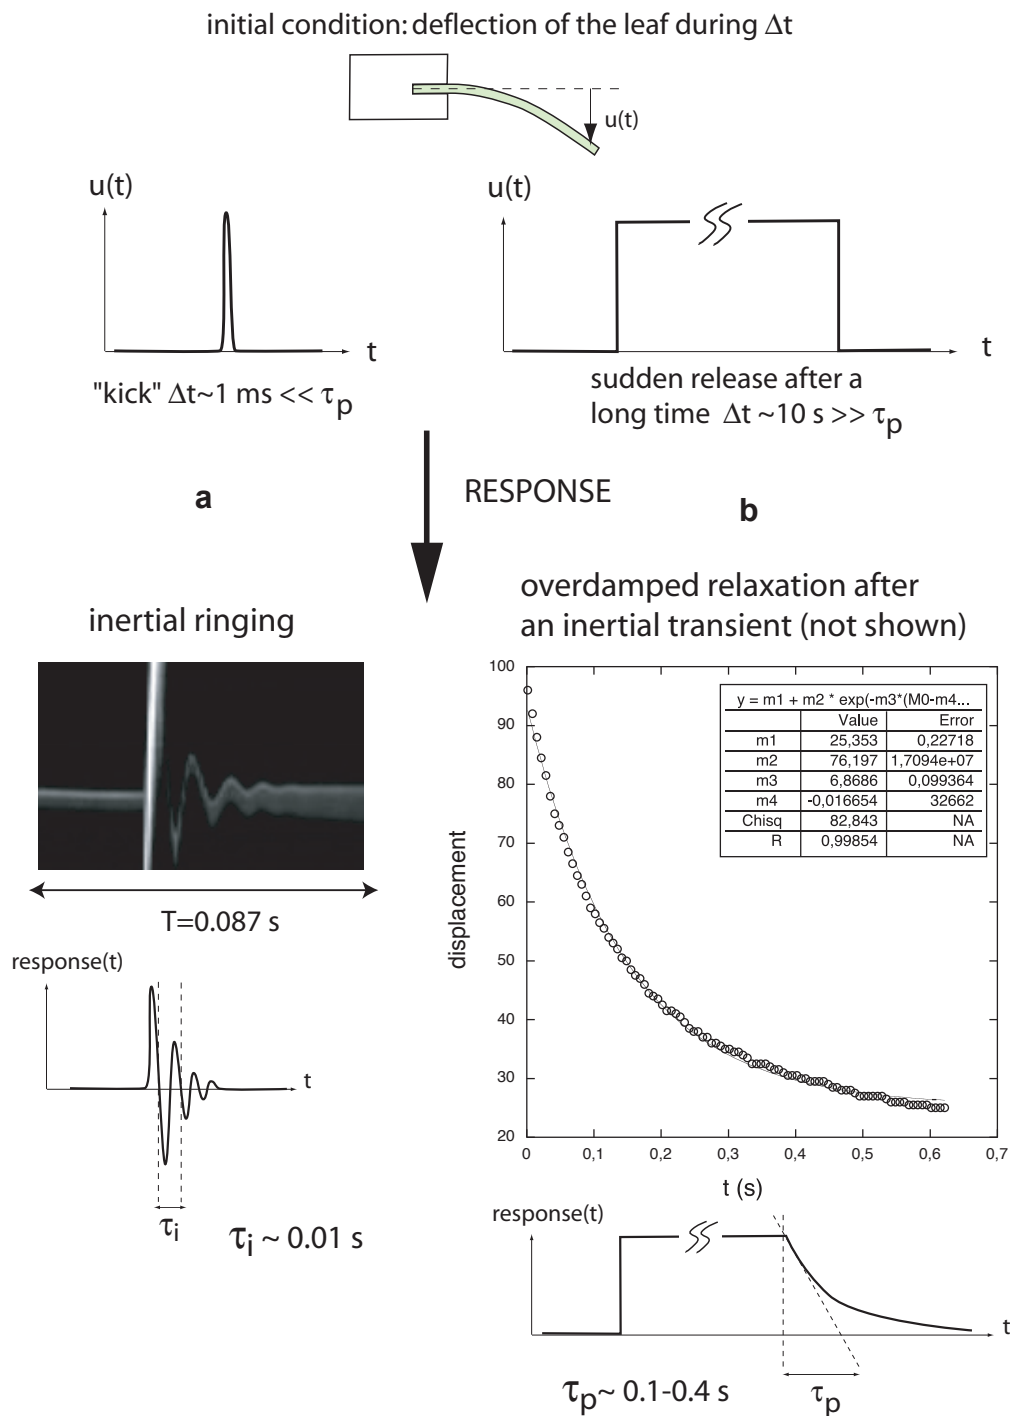 initial condition: deflection of the leaf during Δt
u(t)
u(t)
t
"kick" Δt~1 ms << τp
u(t)
t
sudden release after a
long time Δt ~10 s >> τp
RESPONSE
a
b
inertial ringing
T=0.087 s
response(t)
t
τi
τi ~ 0.01 s
overdamped relaxation after
an inertial transient (not shown)
100
90
80
70
60
50
40
30
20
displacement
y = m1 + m2 * exp(-m3*(M0-m4...
Value Error
m1 25,353 0,22718
m2 76,197 1,7094e+07
m3 6,8686 0,099364
m4 -0,016654 32662
Chisq 82,843 NA
R 0,99854 NA
0 0,1 0,2 0,3 0,4 0,5 0,6 0,7
t (s)
response(t)
t
τp~ 0.1-0.4 s
τp